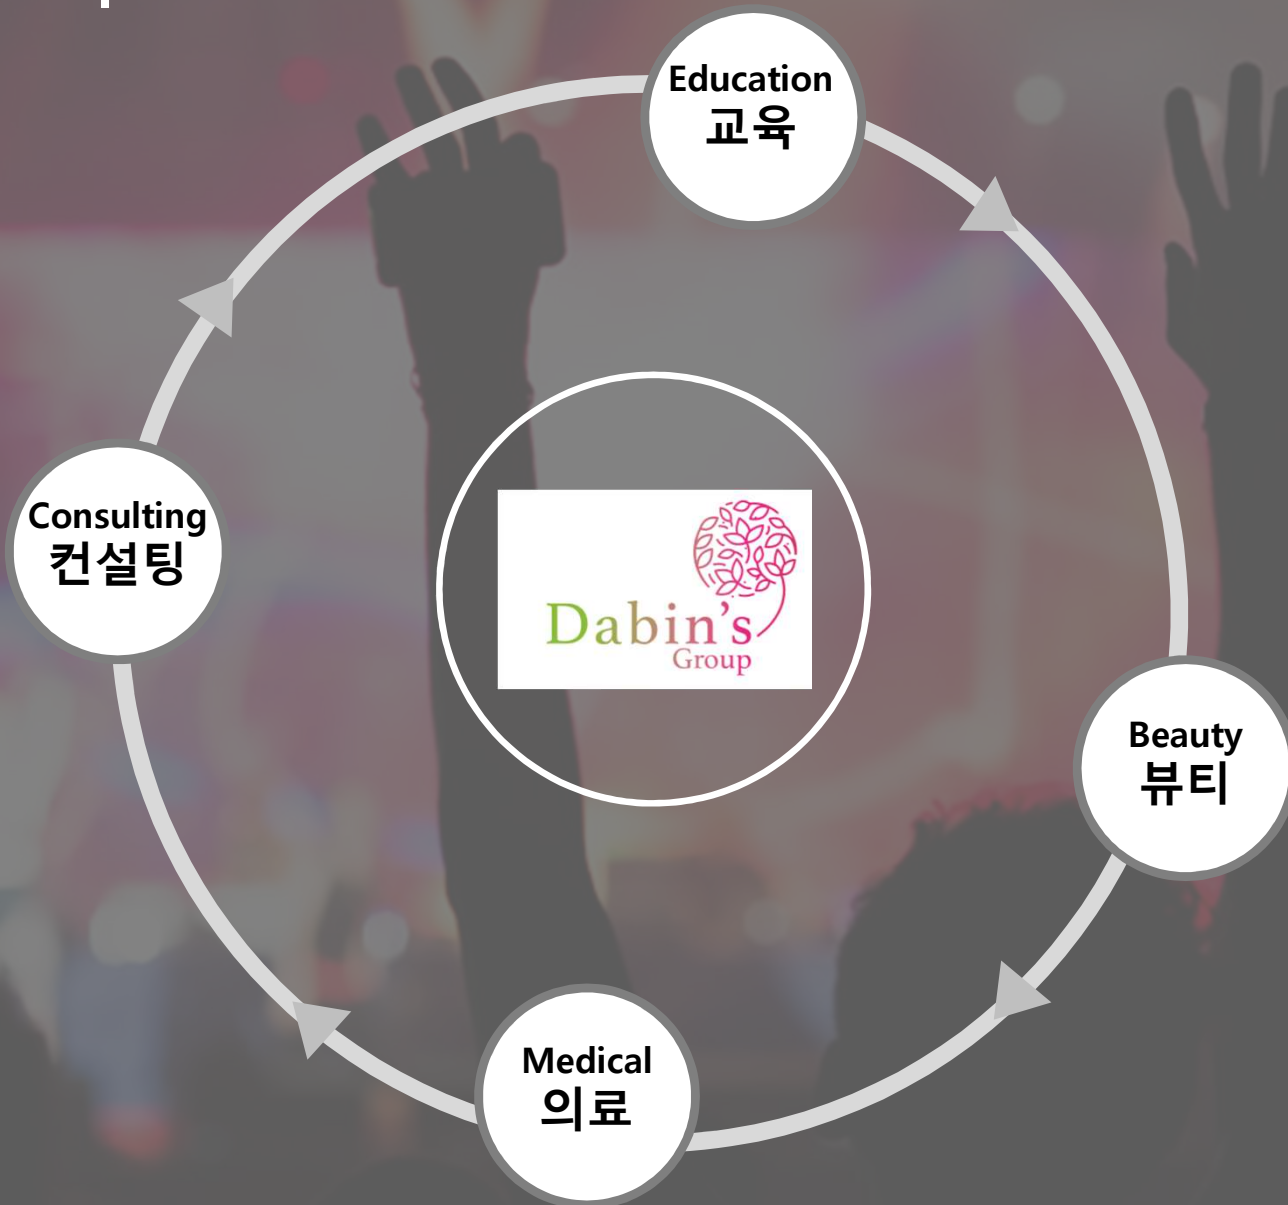 Education
교육
Consulting
컨설팅
Dabin's
Group
Beauty
뷰티
Medical
의료